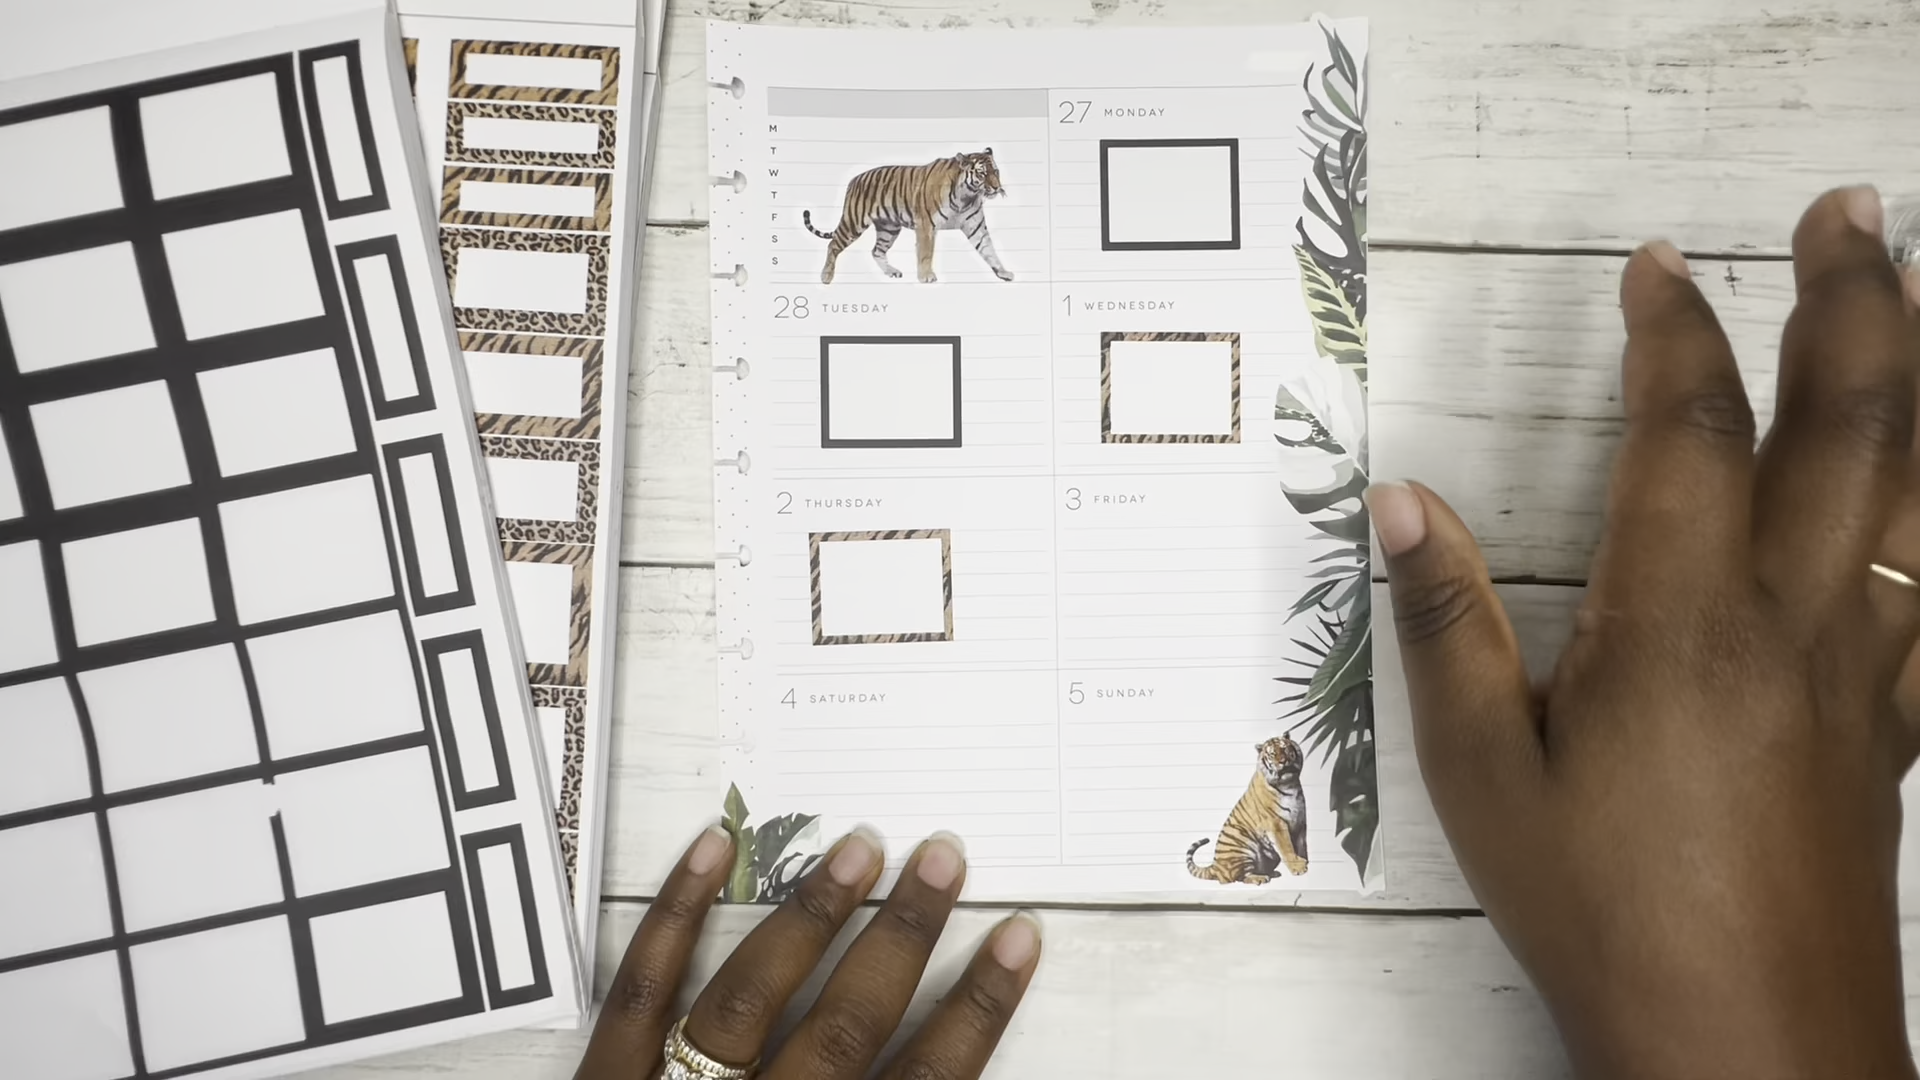 27 MONDAY
M
T
W
T
F
S
S
28 TUESDAY
1 WEDNESDAY
2 THURSDAY
3 FRIDAY
4 SATURDAY
5 SUNDAY